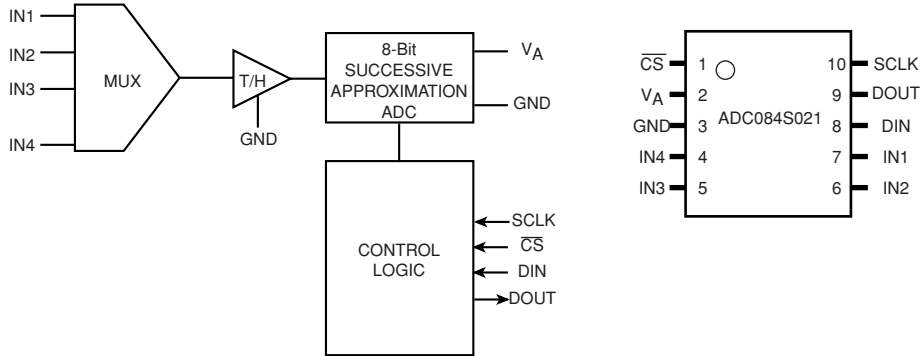 IN1
IN2
IN3
IN4
MUX
T/H
GND
8-Bit
SUCCESSIVE
APPROXIMATION
ADC
VA
GND
CONTROL
LOGIC
SCLK
CS
DIN
DOUT
CS 1 10 SCLK
VA 2 9 DOUT
ADC084S021
GND 3 8 DIN
IN4 4 7 IN1
IN3 5 6 IN2